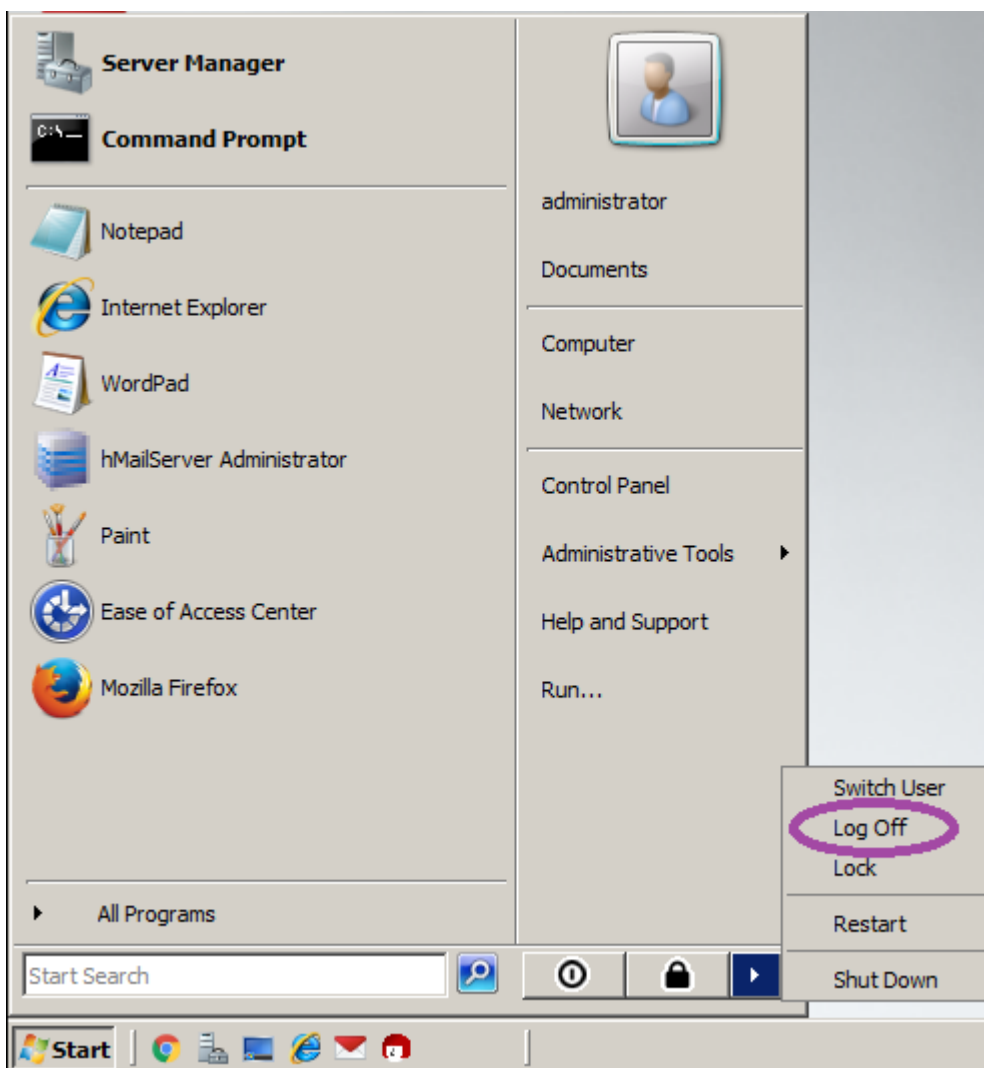 Server Manager
C:\
Command Prompt
Notepad
Internet Explorer
WordPad
hMailServer Administrator
Paint
Ease of Access Center
Mozilla Firefox
All Programs
Start Search
administrator
Documents
Computer
Network
Control Panel
Administrative Tools
Help and Support
Run...
Switch User
Log Off
Lock
Restart
Shut Down
Start